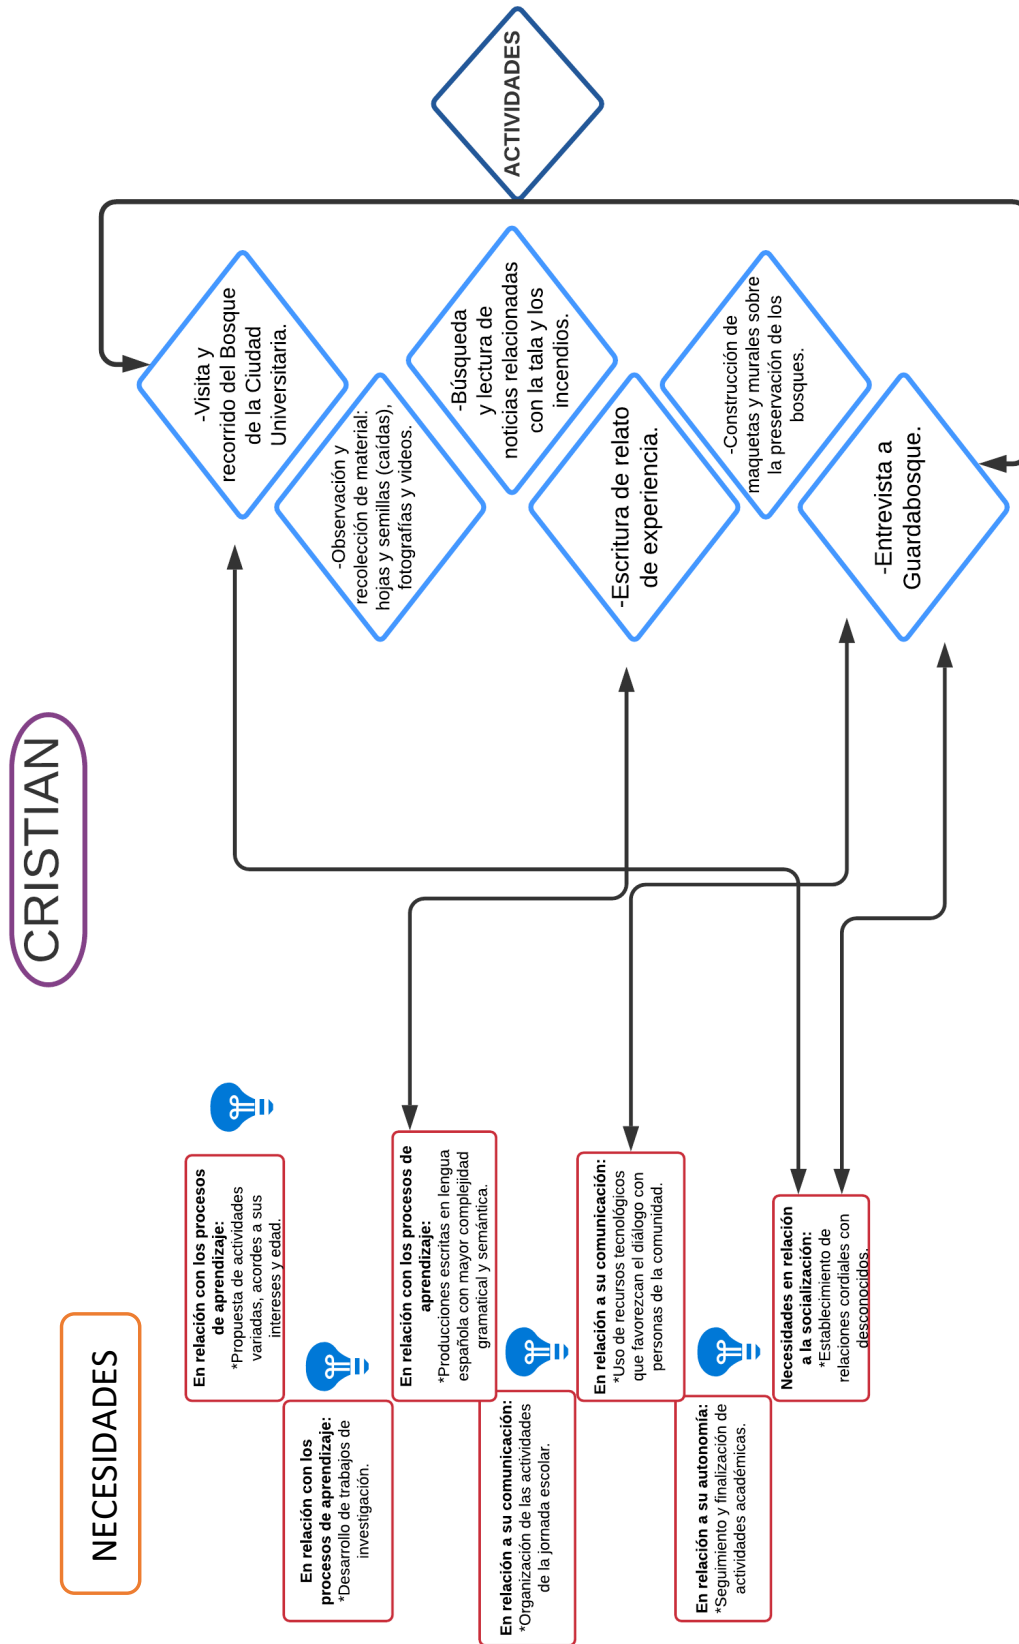 CRISTIAN
NECESIDADES
En relación con los procesos
de aprendizaje:
*Propuesta de actividades
variadas, acordes a sus
intereses y edad.
En relación con los
procesos de aprendizaje:
*Desarrollo de trabajos de
investigación.
En relación con los procesos de
aprendizaje:
*Producciones escritas en lengua
española con mayor complejidad
gramatical y semántica.
En relación a su comunicación:
*Organización de las actividades
de la jornada escolar.
En relación a su comunicación:
*Uso de recursos tecnológicos
que favorezcan el diálogo con
personas de la comunidad.
En relación a su autonomía:
*Seguimiento y finalización de
actividades académicas.
Necesidades en relación
a la socialización:
*Establecimiento de
relaciones cordiales con
desconocidos.
ACTIVIDADES
-Visita y
recorrido del Bosque
de la Ciudad
Universitaria.
-Observación y
recolección de material:
hojas y semillas (caídas),
fotografías y videos.
-Búsqueda
y lectura de
noticias relacionadas
con la tala y los
incendios.
-Escritura de relato
de experiencia.
-Construcción de
maquetas y murales sobre
la preservación de los
bosques.
-Entrevista a
Guardabosque.